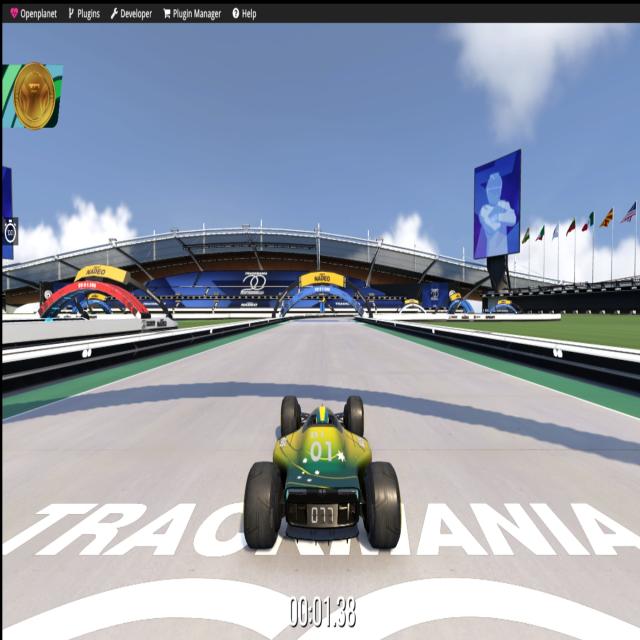 Openplanet Plugins Developer Plugin Manager Help
NADEO
NADEO
01
077
TRACKMANIA
00:01.38